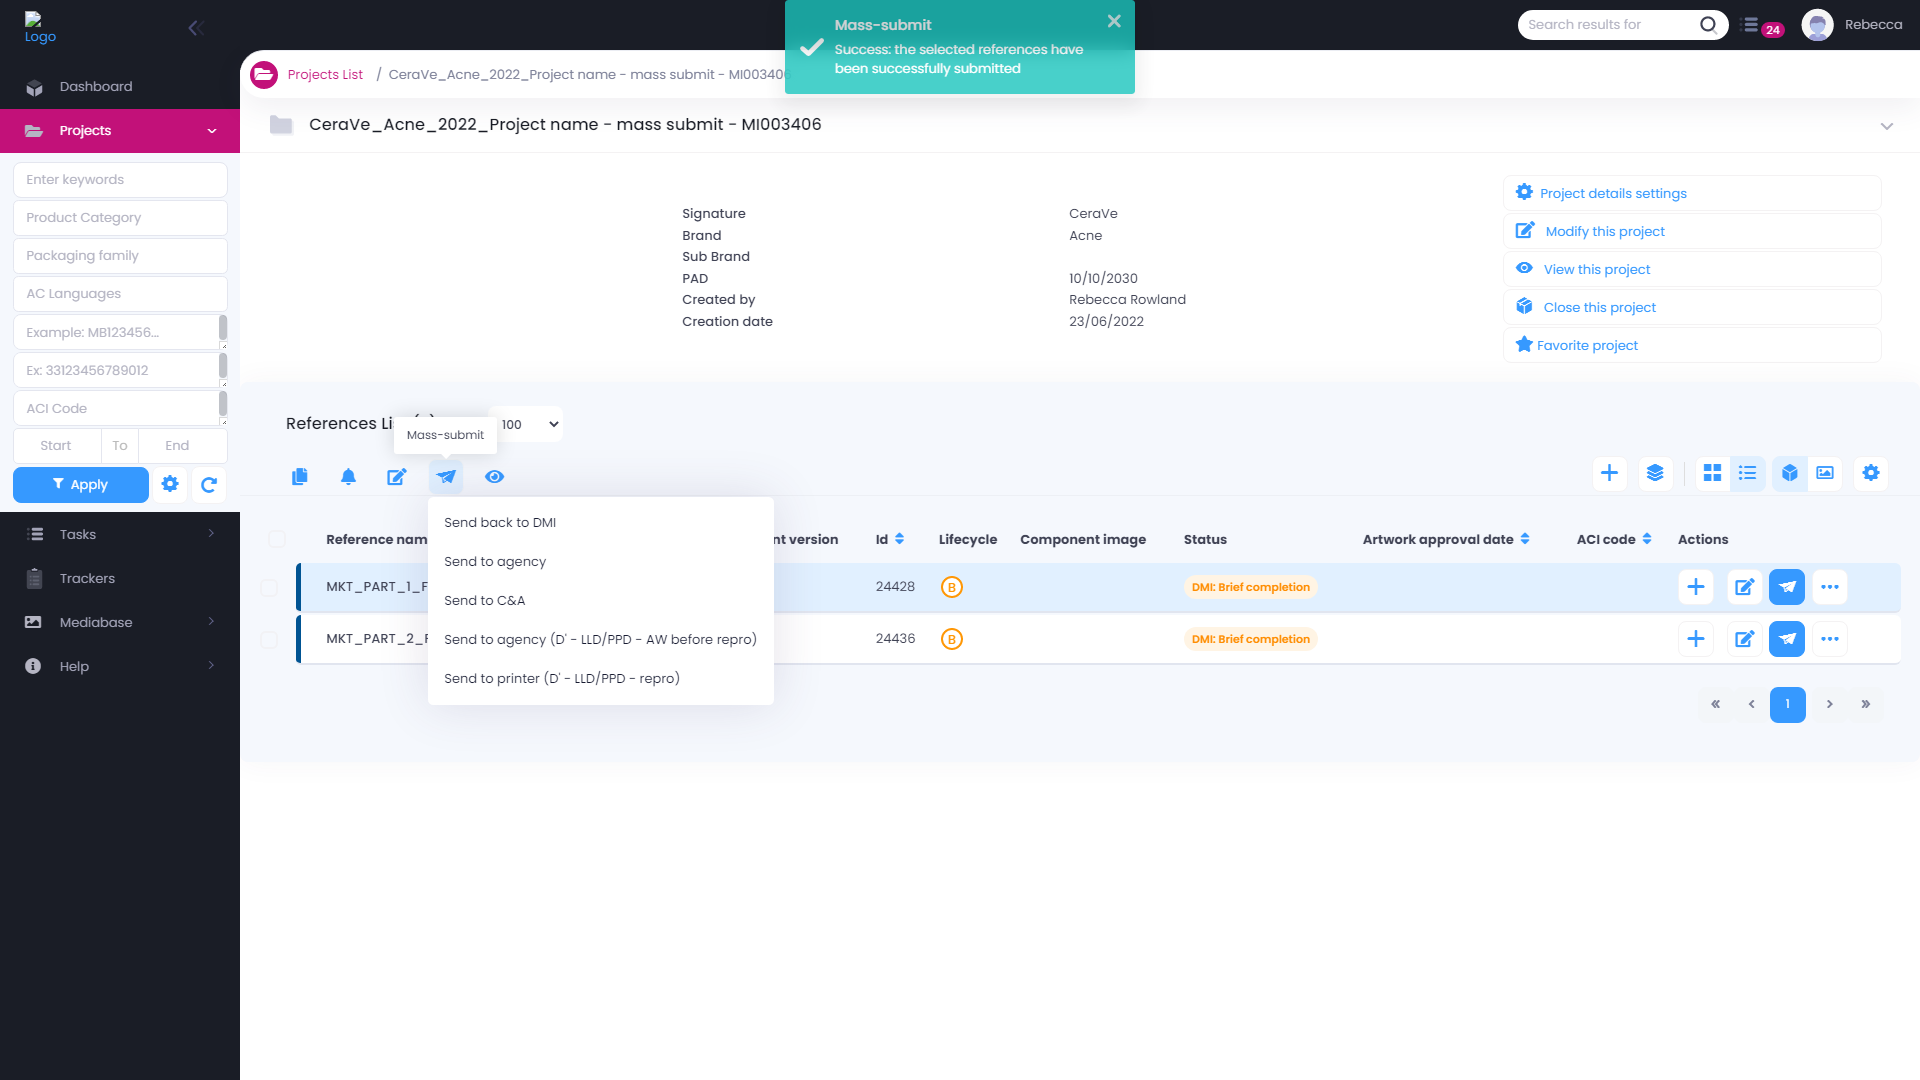 Logo
Mass-submit
Success: the selected references have
been successfully submitted
Search results for
24
Rebecca
Projects List / CeraVe_Acne_2022_Project name - mass submit - MI003406
CeraVe_Acne_2022_Project name - mass submit - MI003406
Dashboard
Projects
Enter keywords
Product Category
Packaging family
AC Languages
Example: MB123456...
Ex: 33123456789012
ACI Code
Start To End
Apply
Tasks
Trackers
Mediabase
Help
Signature CeraVe
Brand Acne
Sub Brand
PAD 10/10/2030
Created by Rebecca Rowland
Creation date 23/06/2022
Project details settings
Modify this project
View this project
Close this project
Favorite project
References
100
Mass-submit
Send back to DMI
Send to agency
Send to C&A
Send to agency (D' - LLD/PPD - AW before repro)
Send to printer (D' - LLD/PPD - repro)
Reference version Id Lifecycle Component image Status Artwork approval date ACI code Actions
MKT_PART_1_ 24428 B DMI: Brief completion
MKT_PART_2_ 24436 B DMI: Brief completion
« ‹ 1 › »